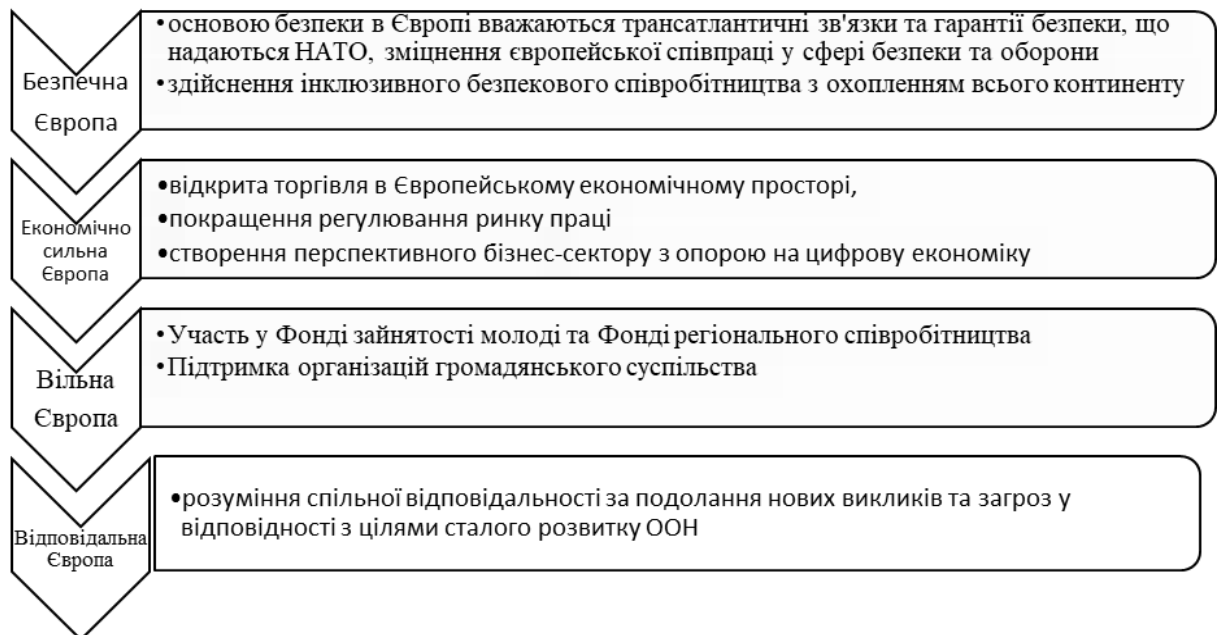 Безпечна
Європа
•основою безпеки в Європі вважаються трансатлантичні зв'язки та гарантії безпеки, що
надаються НАТО, зміцнення європейської співпраці у сфері безпеки та оборони
•здійснення інклюзивного безпекового співробітництва з охопленням всього континенту
Економічно
сильна
Європа
•відкрита торгівля в Європейському економічному просторі,
•покращення регулювання ринку праці
•створення перспективного бізнес-сектору з опорою на цифрову економіку
Вільна
Європа
•Участь у Фонді зайнятості молоді та Фонді регіонального співробітництва
•Підтримка організацій громадянського суспільства
Відповідальна
Європа
•розуміння спільної відповідальності за подолання нових викликів та загроз у
відповідності з цілями сталого розвитку ООН